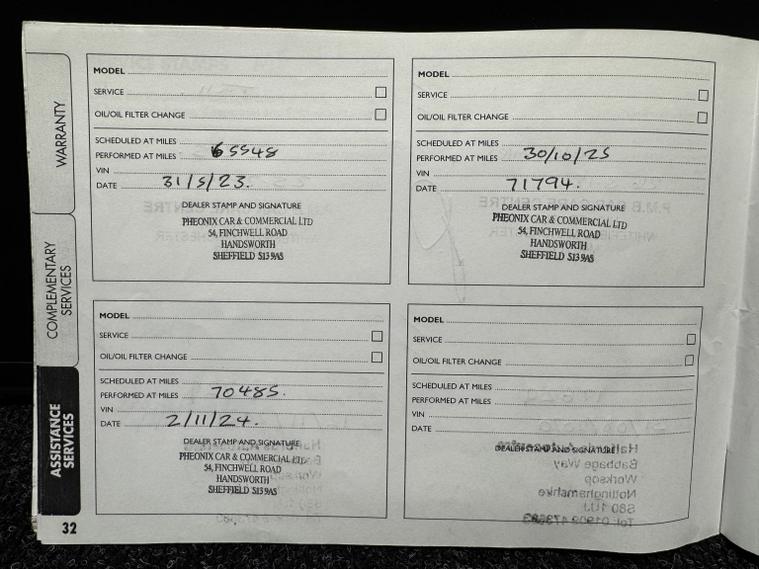 WARRANTY
COMPLEMENTARY
SERVICES
ASSISTANCE
SERVICES
MODEL
SERVICE
OIL/OIL FILTER CHANGE
SCHEDULED AT MILES
PERFORMED AT MILES 65548
VIN
DATE 31/5/23.
DEALER STAMP AND SIGNATURE
PHEONIX CAR & COMMERCIAL LTD
54, FINCHWELL ROAD
HANDSWORTH
SHEFFIELD S13 9AS
MODEL
SERVICE
OIL/OIL FILTER CHANGE
SCHEDULED AT MILES
PERFORMED AT MILES 30/10/25
VIN
DATE 71794.
DEALER STAMP AND SIGNATURE
PHEONIX CAR & COMMERCIAL LTD
54, FINCHWELL ROAD
HANDSWORTH
SHEFFIELD S13 9AS
MODEL
SERVICE
OIL/OIL FILTER CHANGE
SCHEDULED AT MILES
PERFORMED AT MILES 70485.
VIN
DATE 2/11/24.
DEALER STAMP AND SIGNATURE
PHEONIX CAR & COMMERCIAL LTD
54, FINCHWELL ROAD
HANDSWORTH
SHEFFIELD S13 9AS
MODEL
SERVICE
OIL/OIL FILTER CHANGE
SCHEDULED AT MILES
PERFORMED AT MILES
VIN
DATE
DEALER STAMP AND SIGNATURE
Babbage Way
Worksop
Nottinghamshire
S80 1UJ
32